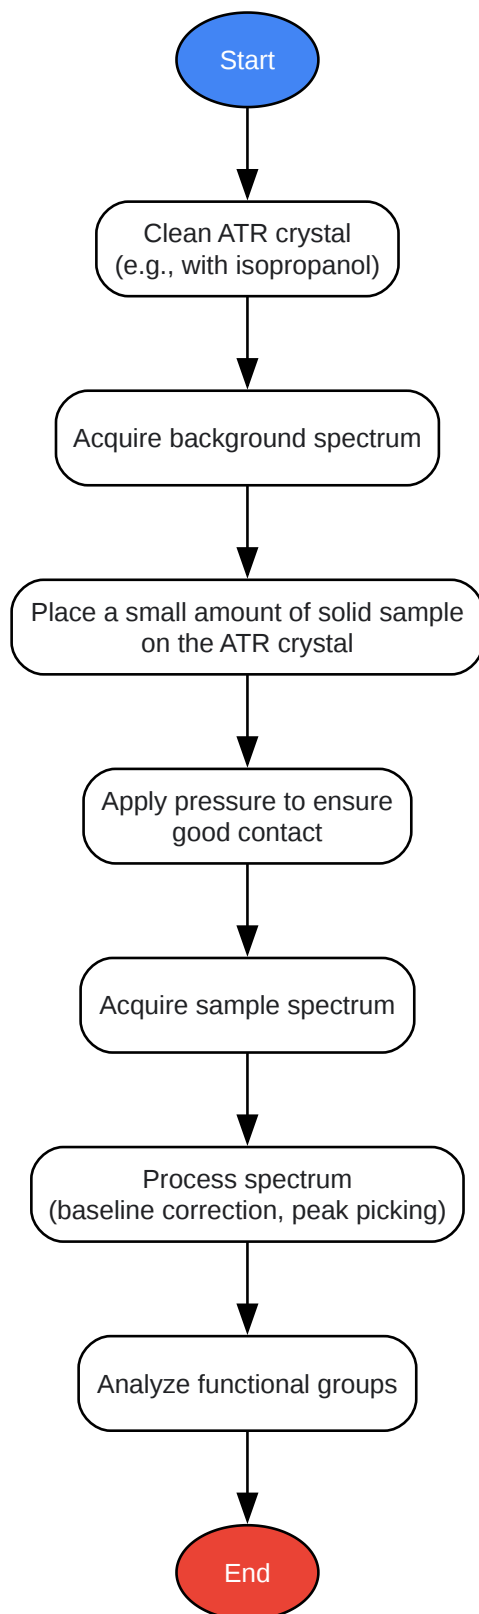 Start
Clean ATR crystal
(e.g., with isopropanol)
Acquire background spectrum
Place a small amount of solid sample
on the ATR crystal
Apply pressure to ensure
good contact
Acquire sample spectrum
Process spectrum
(baseline correction, peak picking)
Analyze functional groups
End